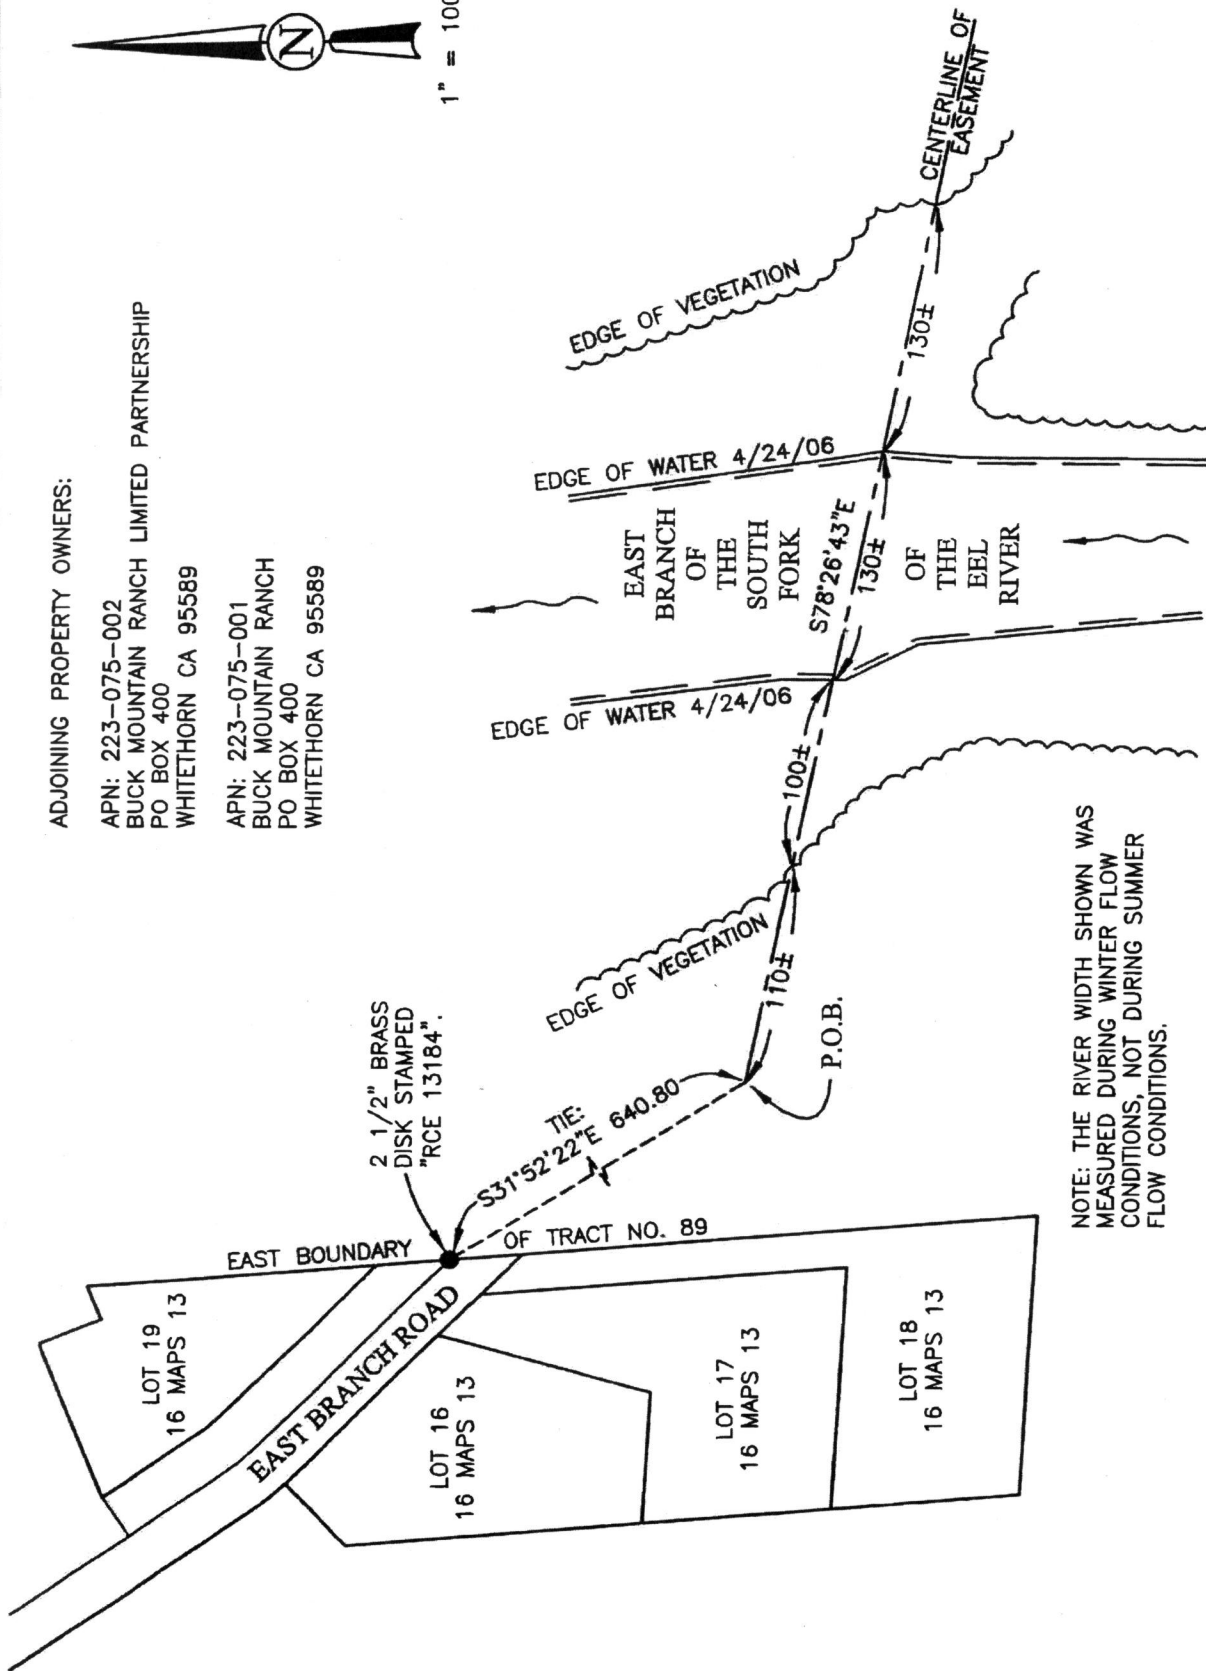 N
1" = 100
ADJOINING PROPERTY OWNERS:
APN: 223-075-002
BUCK MOUNTAIN RANCH LIMITED PARTNERSHIP
PO BOX 400
WHITETHORN CA 95589
APN: 223-075-001
BUCK MOUNTAIN RANCH
PO BOX 400
WHITETHORN CA 95589
LOT 19
16 MAPS 13
EAST BRANCH ROAD
LOT 16
16 MAPS 13
LOT 17
16 MAPS 13
LOT 18
16 MAPS 13
EAST BOUNDARY
OF TRACT NO. 89
2 1/2" BRASS
DISK STAMPED
"RCE 13184".
TIE:
S31°52'22"E 640.80
P.O.B.
110±
EDGE OF VEGETATION
100±
EDGE OF WATER 4/24/06
EAST
BRANCH
OF
THE
SOUTH
FORK
S78°26'43"E
130±
OF
THE
EEL
RIVER
EDGE OF WATER 4/24/06
EDGE OF VEGETATION
130±
CENTERLINE OF
EASEMENT
NOTE: THE RIVER WIDTH SHOWN WAS
MEASURED DURING WINTER FLOW
CONDITIONS, NOT DURING SUMMER
FLOW CONDITIONS.